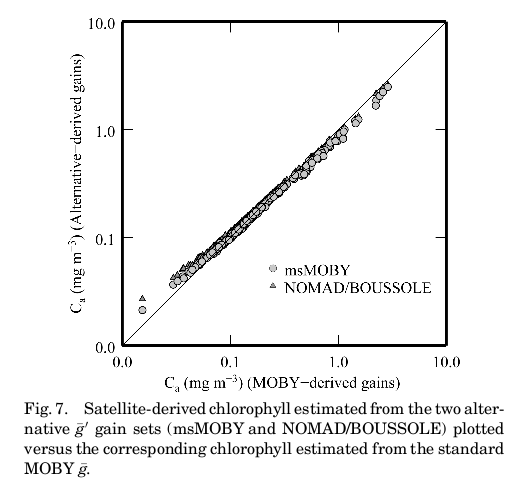 10.0
1.0
0.1
0.0
Cₐ (mg m⁻³) (Alternative−derived gains)
msMOBY
NOMAD/BOUSSOLE
0.0 0.1 1.0 10.0
Cₐ (mg m⁻³) (MOBY−derived gains)
Fig. 7. Satellite-derived chlorophyll estimated from the two alter-
native ḡ′ gain sets (msMOBY and NOMAD/BOUSSOLE) plotted
versus the corresponding chlorophyll estimated from the standard
MOBY ḡ.